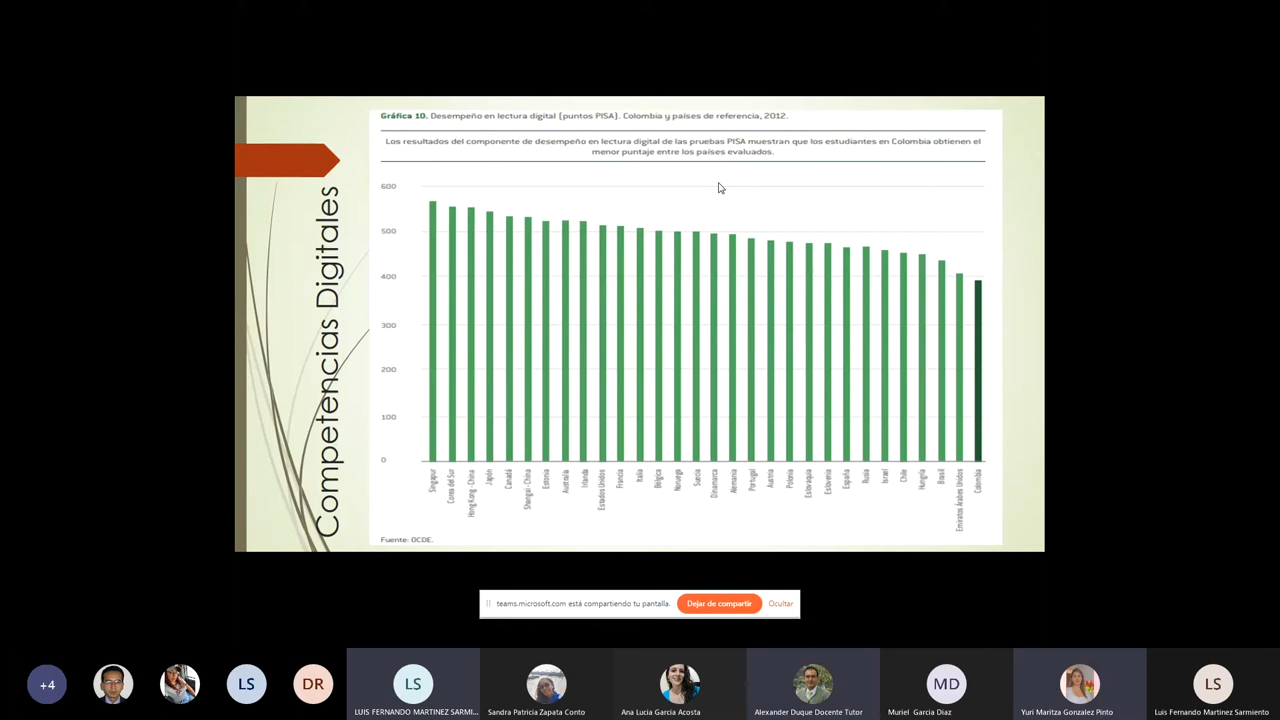 Gráfica 10. Desempeño en lectura digital (puntos PISA). Colombia y países de referencia, 2012.
Los resultados del componente de desempeño en lectura digital de las pruebas PISA muestran que los estudiantes en Colombia obtienen el
menor puntaje entre los países evaluados.
Competencias Digitales
600
500
400
300
200
100
0
Singapur
Corea del Sur
Hong Kong - China
Japón
Canadá
Shangai - China
Estonia
Australia
Irlanda
Estados Unidos
Francia
Italia
Bélgica
Noruega
Suecia
Dinamarca
Alemania
Portugal
Austria
Polonia
Eslovaquia
Eslovenia
España
Rusia
Israel
Chile
Hungría
Brasil
Emiratos Árabes Unidos
Colombia
Fuente: OCDE.
teams.microsoft.com está compartiendo tu pantalla.
Dejar de compartir
Ocultar
+4
LS
DR
LS
MD
LS
LUIS FERNANDO MARTINEZ SARMI...
Sandra Patricia Zapata Conto
Ana Lucia Garcia Acosta
Alexander Duque Docente Tutor
Muriel Garcia Diaz
Yuri Maritza Gonzalez Pinto
Luis Fernando Martinez Sarmiento